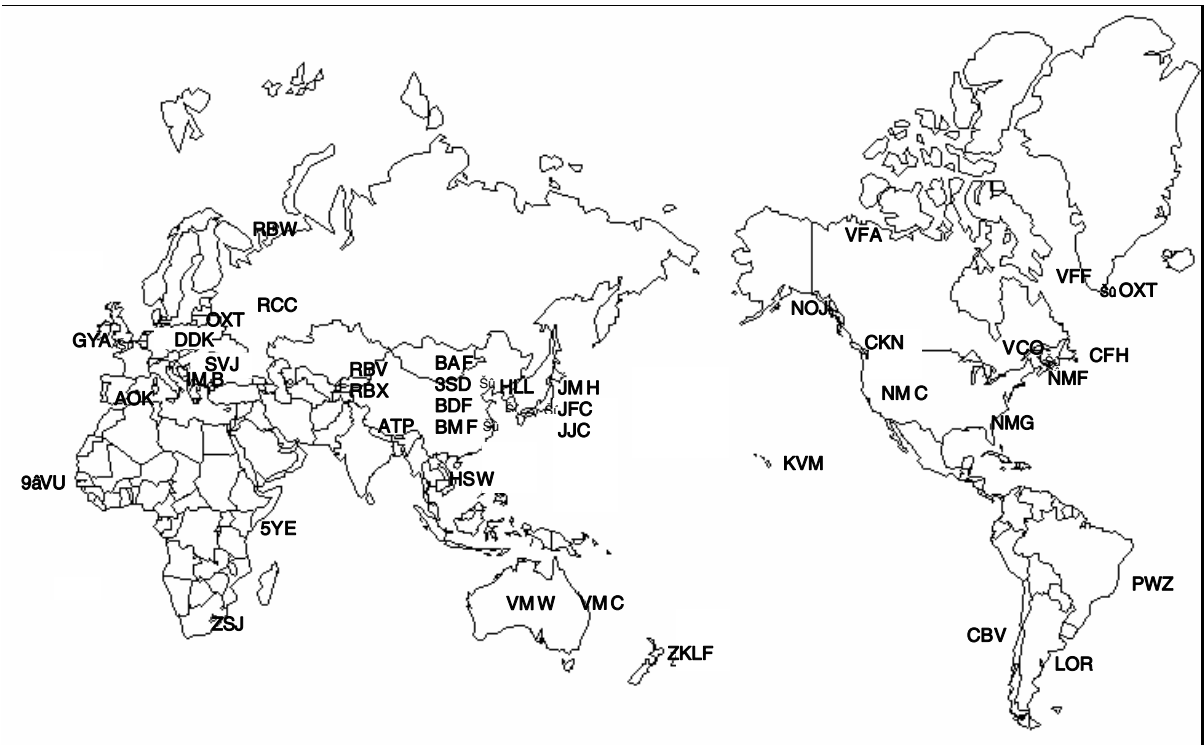 RBW
VFA
VFF
OXT
RCC
NOJ
OXT
GYA
DDK
CKN
VCO
CFH
SVJ
RBV
BAF
NMF
IMB
RBX
3SD
HLL
JMH
NMC
AOK
BDF
JFC
ATP
BMF
JJC
NMG
KVM
9âVU
HSW
5YE
PWZ
VMW
VMC
ZSJ
CBV
ZKLF
LOR